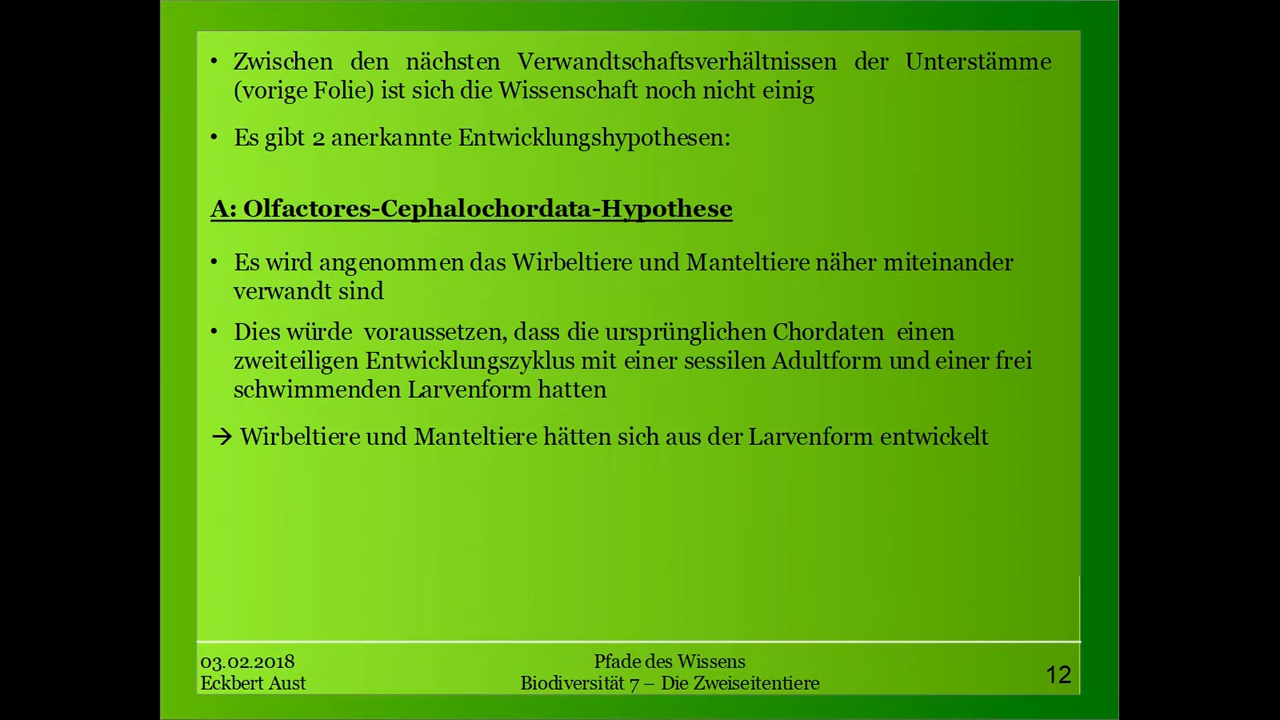 • Zwischen den nächsten Verwandtschaftsverhältnissen der Unterstämme
(vorige Folie) ist sich die Wissenschaft noch nicht einig
• Es gibt 2 anerkannte Entwicklungshypothesen:
A: Olfactores-Cephalochordata-Hypothese
• Es wird angenommen das Wirbeltiere und Manteltiere näher miteinander
verwandt sind
• Dies würde voraussetzen, dass die ursprünglichen Chordaten einen
zweiteiligen Entwicklungszyklus mit einer sessilen Adultform und einer frei
schwimmenden Larvenform hatten
→ Wirbeltiere und Manteltiere hätten sich aus der Larvenform entwickelt
03.02.2018
Eckbert Aust
Pfade des Wissens
Biodiversität 7 – Die Zweiseitentiere
12